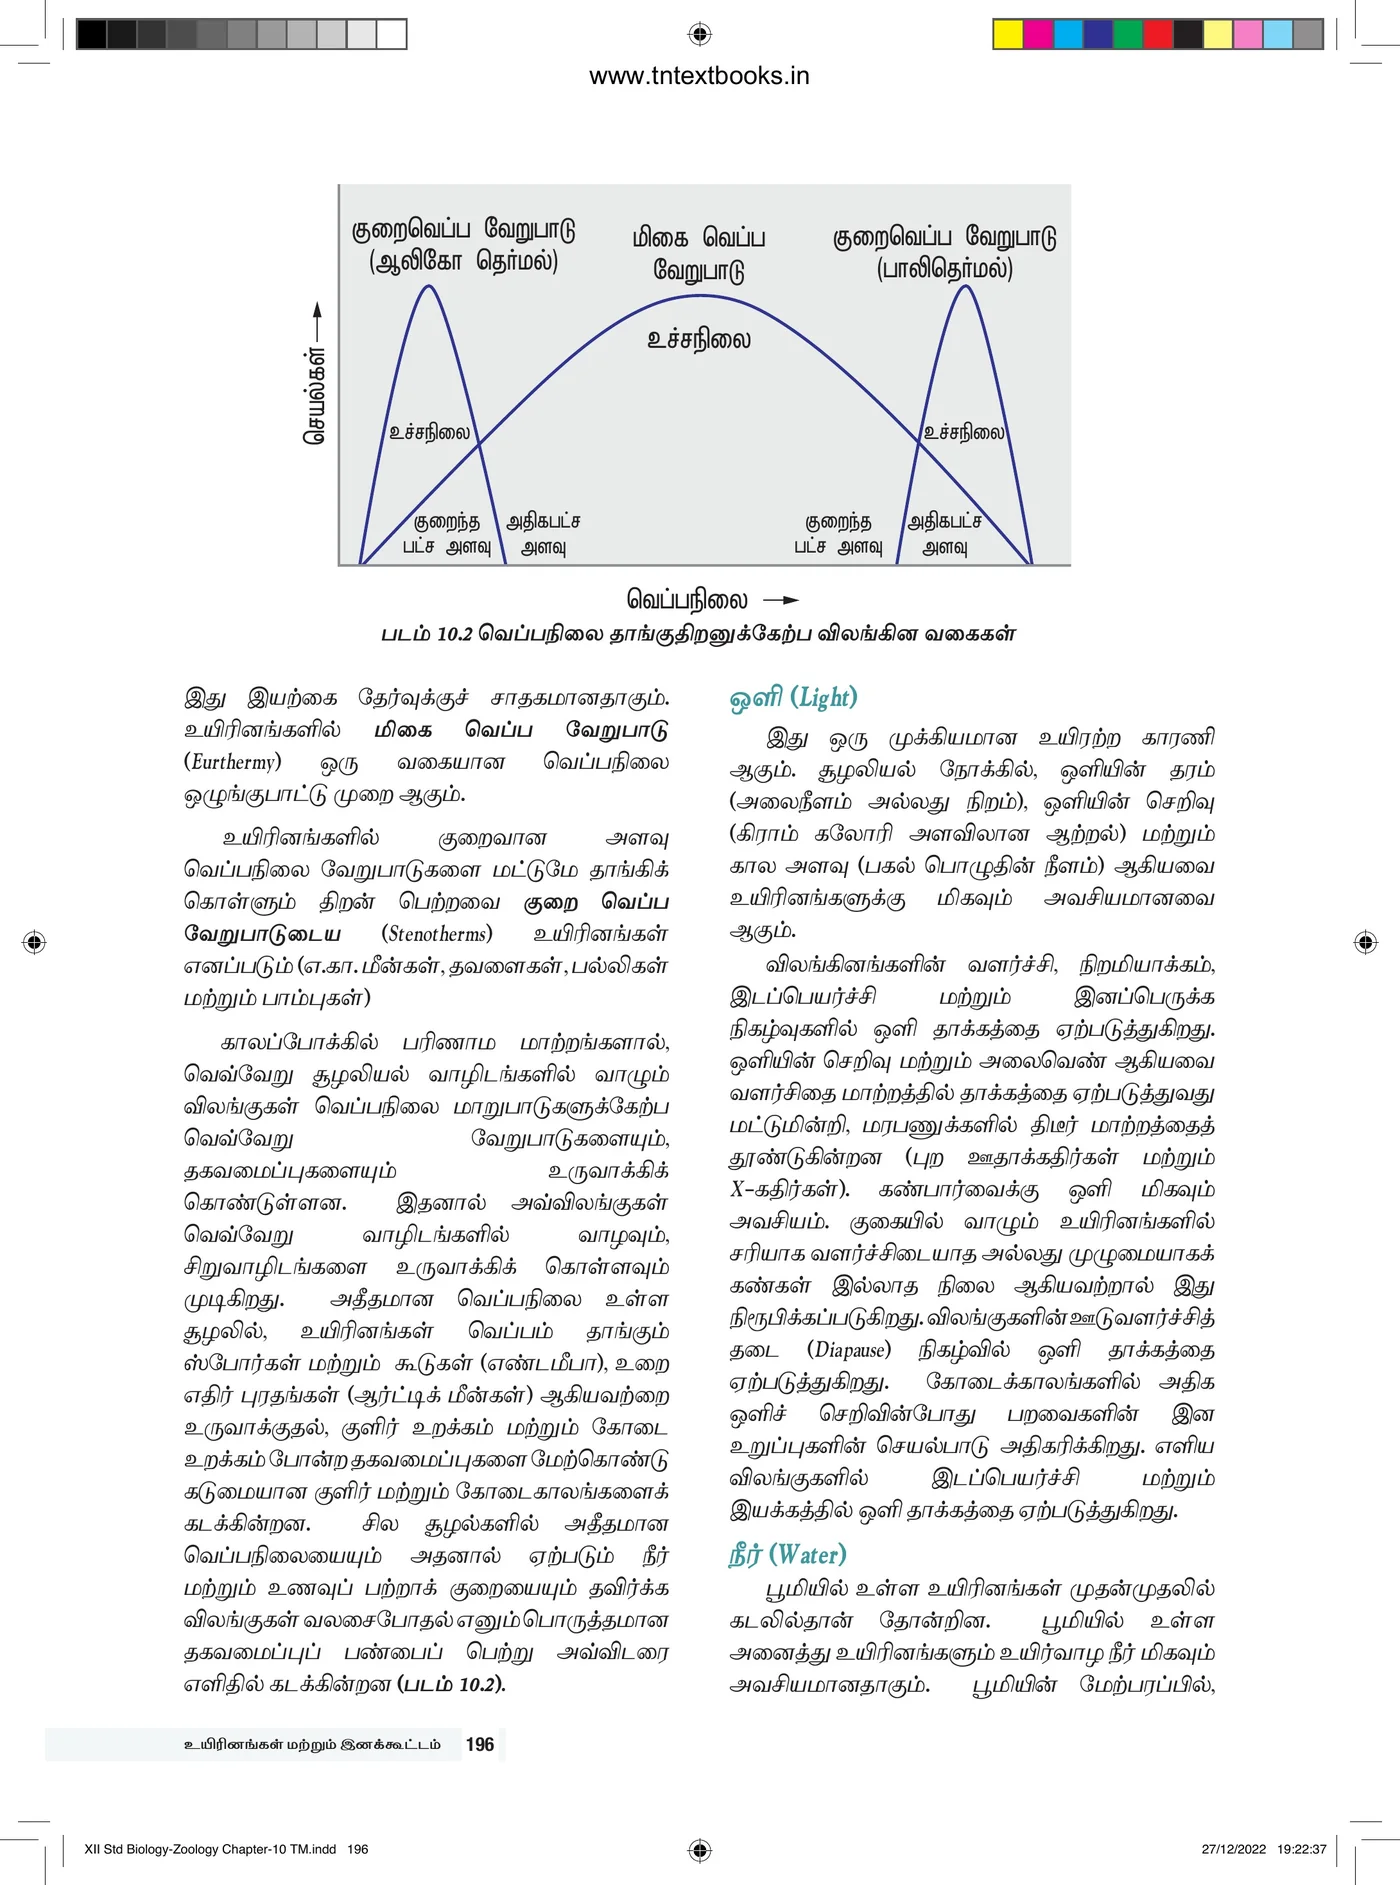 www.tntextbooks.in
குறைவெப்ப வேறுபாடு
(ஆலிகோ தெர்மல்)
மிகை வெப்ப
வேறுபாடு
குறைவெப்ப வேறுபாடு
(பாலிதெர்மல்)
உச்சநிலை
செயல்கள்
உச்சநிலை
உச்சநிலை
குறைந்த
பட்ச அளவு
அதிகபட்ச
அளவு
குறைந்த
பட்ச அளவு
அதிகபட்ச
அளவு
வெப்பநிலை
படம் 10.2 வெப்பநிலை தாங்குதிறனுக்கேற்ப விலங்கின வகைகள்
இது இயற்கை தேர்வுக்குச் சாதகமானதாகும்.
உயிரினங்களில் மிகை வெப்ப வேறுபாடு
(Eurthermy) ஒரு வகையான வெப்பநிலை
ஒழுங்குபாட்டு முறை ஆகும்.
உயிரினங்களில் குறைவான அளவு
வெப்பநிலை வேறுபாடுகளை மட்டுமே தாங்கிக்
கொள்ளும் திறன் பெற்றவை குறை வெப்ப
வேறுபாடுடைய (Stenotherms) உயிரினங்கள்
எனப்படும் (எ.கா. மீன்கள், தவளைகள், பல்லிகள்
மற்றும் பாம்புகள்)
காலப்போக்கில் பரிணாம மாற்றங்களால்,
வெவ்வேறு சூழலியல் வாழிடங்களில் வாழும்
விலங்குகள் வெப்பநிலை மாறுபாடுகளுக்கேற்ப
வெவ்வேறு வேறுபாடுகளையும்,
தகவமைப்புகளையும் உருவாக்கிக்
கொண்டுள்ளன. இதனால் அவ்விலங்குகள்
வெவ்வேறு வாழிடங்களில் வாழவும்,
சிறுவாழிடங்களை உருவாக்கிக் கொள்ளவும்
முடிகிறது. அதீதமான வெப்பநிலை உள்ள
சூழலில், உயிரினங்கள் வெப்பம் தாங்கும்
ஸ்போர்கள் மற்றும் கூடுகள் (எண்டமீபா), உறை
எதிர் புரதங்கள் (ஆர்ட்டிக் மீன்கள்) ஆகியவற்றை
உருவாக்குதல், குளிர் உறக்கம் மற்றும் கோடை
உறக்கம் போன்ற தகவமைப்புகளை மேற்கொண்டு
கடுமையான குளிர் மற்றும் கோடைகாலங்களைக்
கடக்கின்றன. சில சூழல்களில் அதீதமான
வெப்பநிலையையும் அதனால் ஏற்படும் நீர்
மற்றும் உணவுப் பற்றாக் குறையையும் தவிர்க்க
விலங்குகள் வலசைபோதல் எனும் பொருத்தமான
தகவமைப்புப் பண்பைப் பெற்று அவ்விடரை
எளிதில் கடக்கின்றன (படம் 10.2).
ஒளி (Light)
இது ஒரு முக்கியமான உயிரற்ற காரணி
ஆகும். சூழலியல் நோக்கில், ஒளியின் தரம்
(அலைநீளம் அல்லது நிறம்), ஒளியின் செறிவு
(கிராம் கலோரி அளவிலான ஆற்றல்) மற்றும்
கால அளவு (பகல் பொழுதின் நீளம்) ஆகியவை
உயிரினங்களுக்கு மிகவும் அவசியமானவை
ஆகும்.
விலங்கினங்களின் வளர்ச்சி, நிறமியாக்கம்,
இடப்பெயர்ச்சி மற்றும் இனப்பெருக்க
நிகழ்வுகளில் ஒளி தாக்கத்தை ஏற்படுத்துகிறது.
ஒளியின் செறிவு மற்றும் அலைவெண் ஆகியவை
வளர்சிதை மாற்றத்தில் தாக்கத்தை ஏற்படுத்துவது
மட்டுமின்றி, மரபணுக்களில் திடீர் மாற்றத்தைத்
தூண்டுகின்றன (புற ஊதாக்கதிர்கள் மற்றும்
X-கதிர்கள்). கண்பார்வைக்கு ஒளி மிகவும்
அவசியம். குகையில் வாழும் உயிரினங்களில்
சரியாக வளர்ச்சிடையாத அல்லது முழுமையாகக்
கண்கள் இல்லாத நிலை ஆகியவற்றால் இது
நிரூபிக்கப்படுகிறது. விலங்குகளின் ஊடுவளர்ச்சித்
தடை (Diapause) நிகழ்வில் ஒளி தாக்கத்தை
ஏற்படுத்துகிறது. கோடைக்காலங்களில் அதிக
ஒளிச் செறிவின்போது பறவைகளின் இன
உறுப்புகளின் செயல்பாடு அதிகரிக்கிறது. எளிய
விலங்குகளில் இடப்பெயர்ச்சி மற்றும்
இயக்கத்தில் ஒளி தாக்கத்தை ஏற்படுத்துகிறது.
நீர் (Water)
பூமியில் உள்ள உயிரினங்கள் முதன்முதலில்
கடலில்தான் தோன்றின. பூமியில் உள்ள
அனைத்து உயிரினங்களும் உயிர்வாழ நீர் மிகவும்
அவசியமானதாகும். பூமியின் மேற்பரப்பில்,
உயிரினங்கள் மற்றும் இனக்கூட்டம் 196
XII Std Biology-Zoology Chapter-10 TM.indd 196
27/12/2022 19:22:37